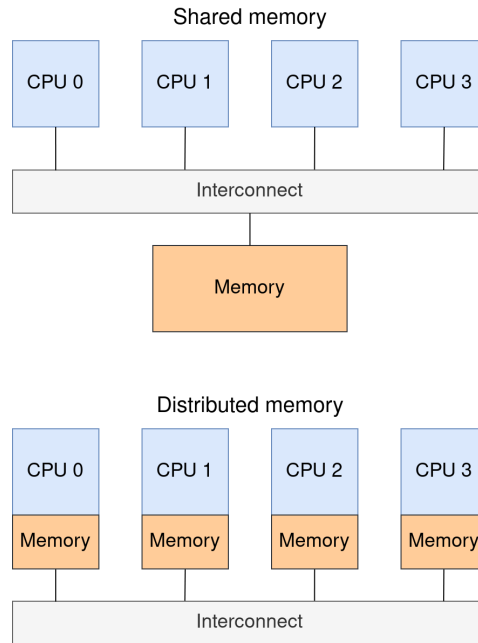 Shared memory
CPU 0 CPU 1 CPU 2 CPU 3
Interconnect
Memory
Distributed memory
CPU 0 CPU 1 CPU 2 CPU 3
Memory Memory Memory Memory
Interconnect